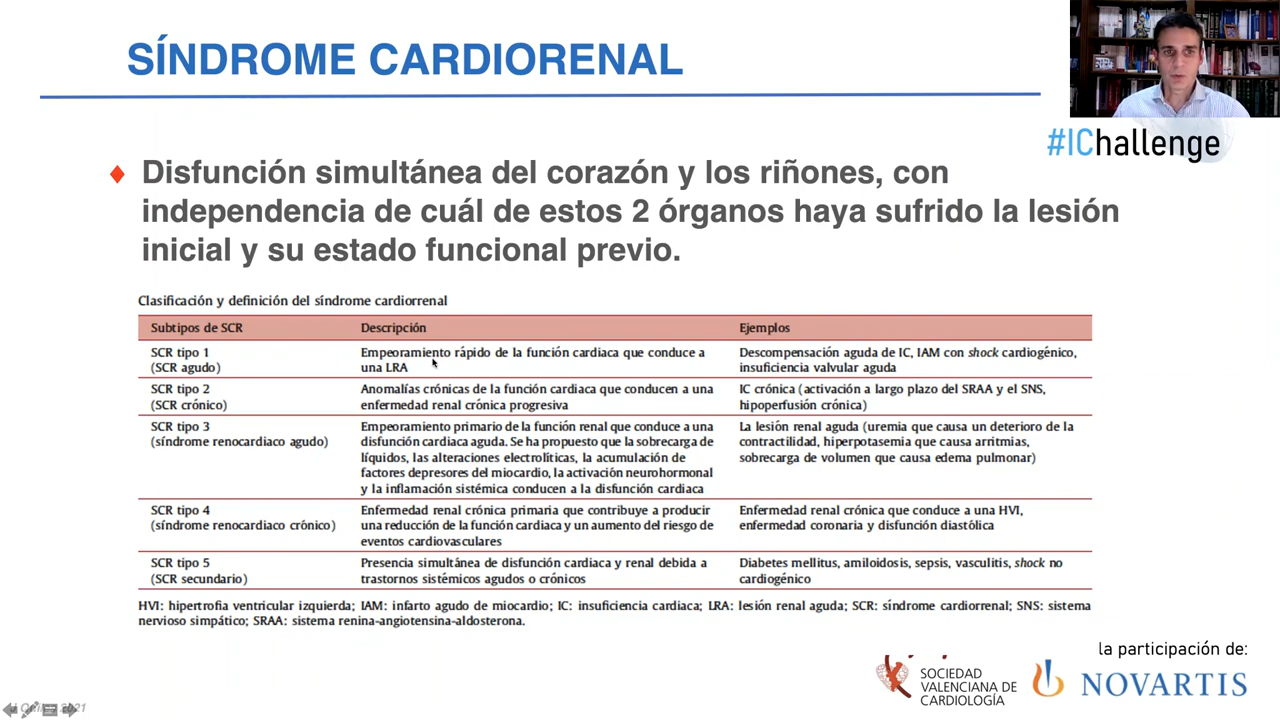 SÍNDROME CARDIORENAL
#IChallenge
Disfunción simultánea del corazón y los riñones, con
independencia de cuál de estos 2 órganos haya sufrido la lesión
inicial y su estado funcional previo.
Clasificación y definición del síndrome cardiorrenal
Subtipos de SCR Descripción Ejemplos
SCR tipo 1 Empeoramiento rápido de la función cardiaca que conduce a Descompensación aguda de IC, IAM con shock cardiogénico,
(SCR agudo) una LRA insuficiencia valvular aguda
SCR tipo 2 Anomalías crónicas de la función cardiaca que conducen a una IC crónica (activación a largo plazo del SRAA y el SNS,
(SCR crónico) enfermedad renal crónica progresiva hipoperfusión crónica)
SCR tipo 3 Empeoramiento primario de la función renal que conduce a una La lesión renal aguda (uremia que causa un deterioro de la
(síndrome renocardiaco agudo) disfunción cardiaca aguda. Se ha propuesto que la sobrecarga de contractilidad, hiperpotasemia que causa arritmias,
líquidos, las alteraciones electrolíticas, la acumulación de sobrecarga de volumen que causa edema pulmonar)
factores depresores del miocardio, la activación neurohormonal
y la inflamación sistémica conducen a la disfunción cardiaca
SCR tipo 4 Enfermedad renal crónica primaria que contribuye a producir Enfermedad renal crónica que conduce a una HVI,
(síndrome renocardiaco crónico) una reducción de la función cardiaca y un aumento del riesgo de enfermedad coronaria y disfunción diastólica
eventos cardiovasculares
SCR tipo 5 Presencia simultánea de disfunción cardiaca y renal debida a Diabetes mellitus, amiloidosis, sepsis, vasculitis, shock no
(SCR secundario) trastornos sistémicos agudos o crónicos cardiogénico
HVI: hipertrofia ventricular izquierda; IAM: infarto agudo de miocardio; IC: insuficiencia cardiaca; LRA: lesión renal aguda; SCR: síndrome cardiorrenal; SNS: sistema
nervioso simpático; SRAA: sistema renina-angiotensina-aldosterona.
la participación de:
SOCIEDAD
VALENCIANA DE
CARDIOLOGÍA
NOVARTIS
2021